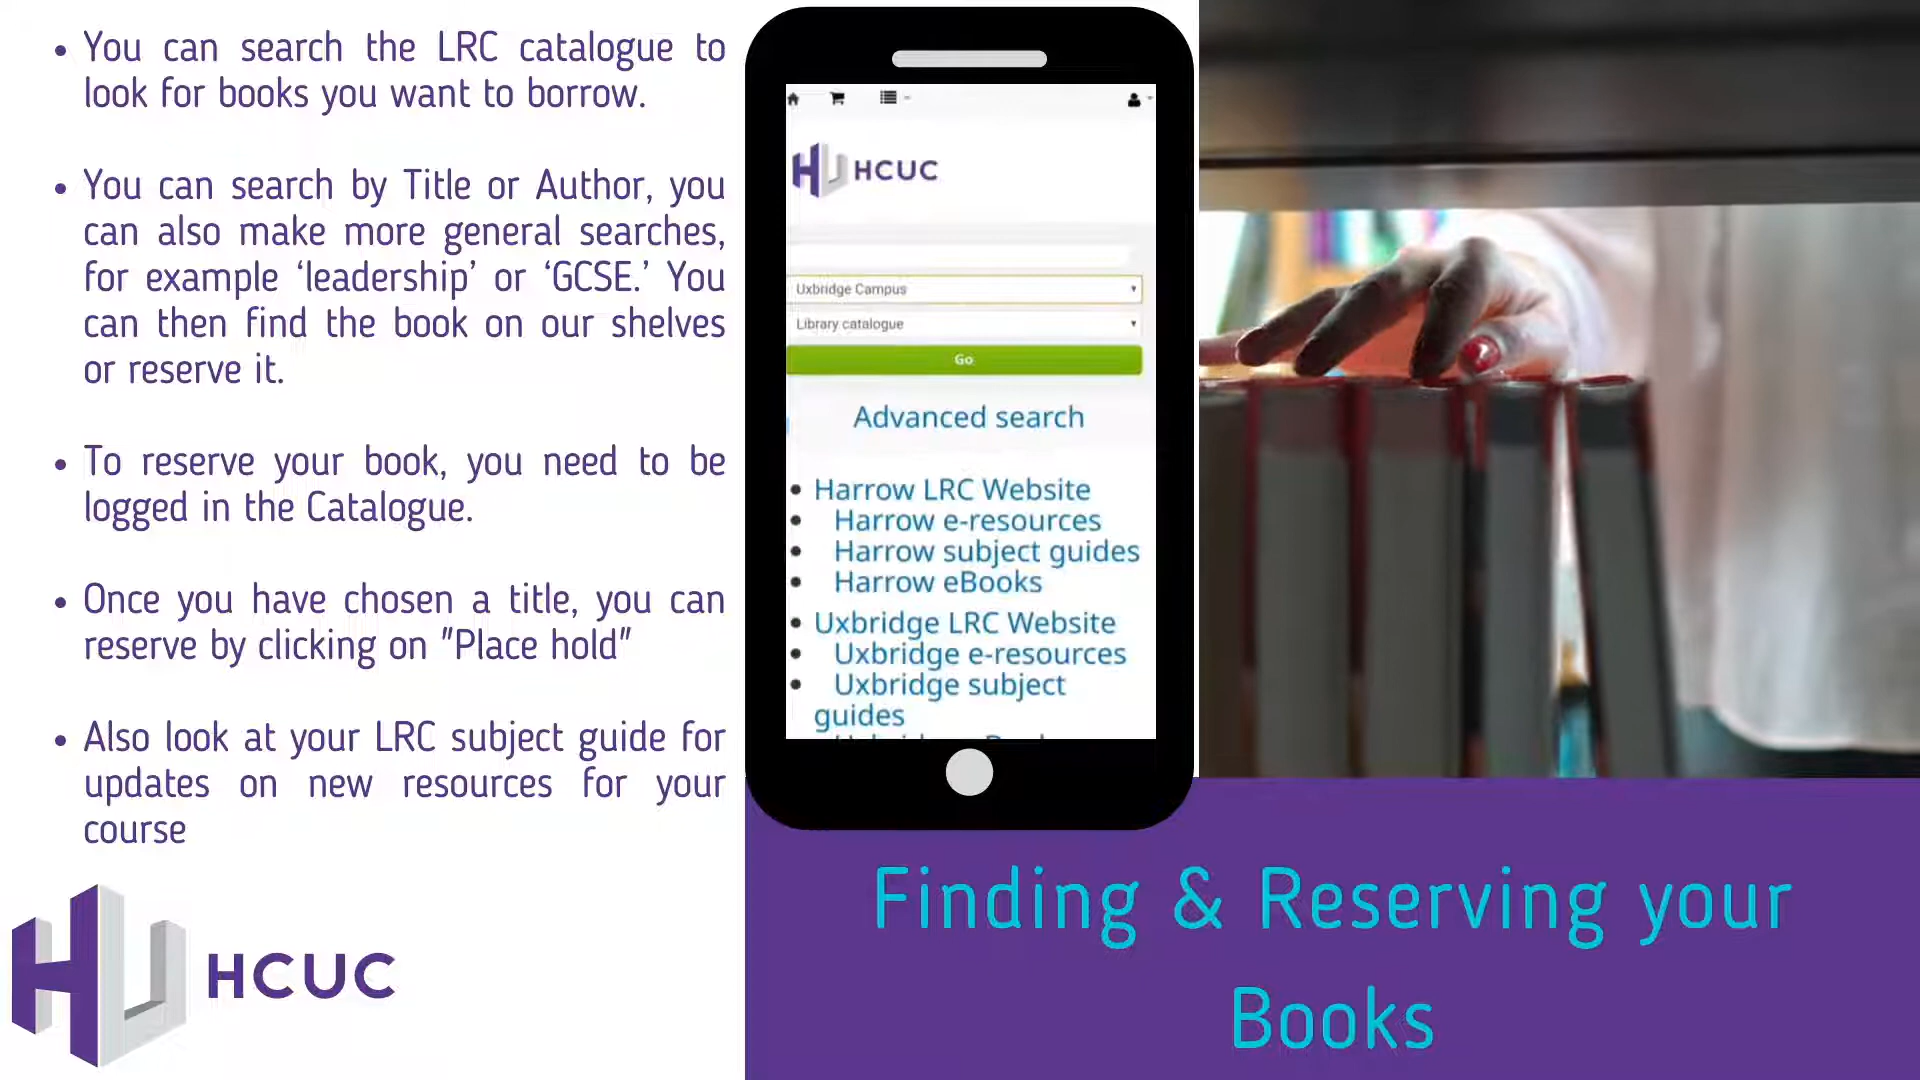 • You can search the LRC catalogue to
look for books you want to borrow.
• You can search by Title or Author, you
can also make more general searches,
for example ‘leadership’ or ‘GCSE.’ You
can then find the book on our shelves
or reserve it.
• To reserve your book, you need to be
logged in the Catalogue.
• Once you have chosen a title, you can
reserve by clicking on "Place hold"
• Also look at your LRC subject guide for
updates on new resources for your
course
HCUC
HCUC
Uxbridge Campus
Library catalogue
Go
Advanced search
• Harrow LRC Website
• Harrow e-resources
• Harrow subject guides
• Harrow eBooks
• Uxbridge LRC Website
• Uxbridge e-resources
• Uxbridge subject
guides
Finding & Reserving your
Books